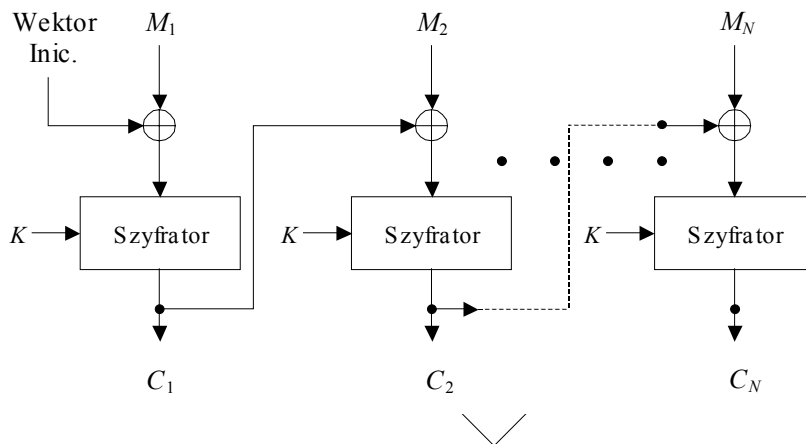 Wektor
Inic.
M1
M2
MN
K
Szyfrator
K
Szyfrator
K
Szyfrator
C1
C2
CN